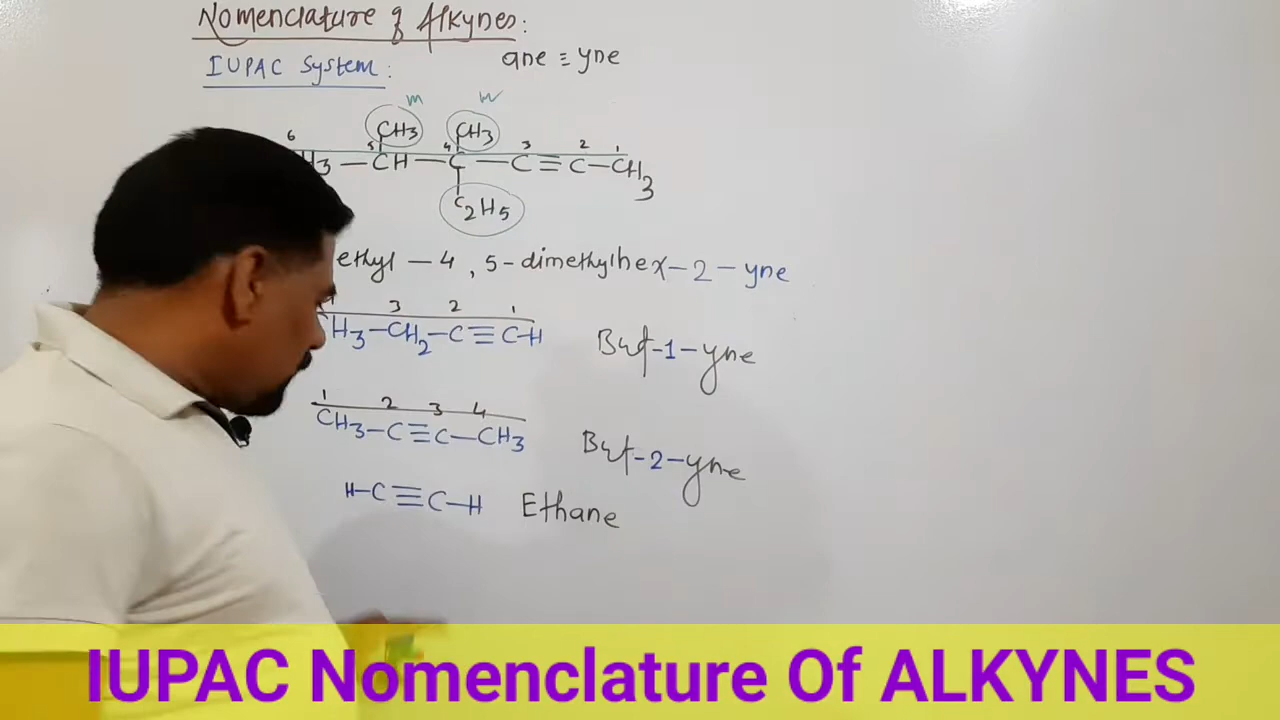 Nomenclature of Alkynes:
IUPAC System:
ane ≡ yne
m
CH3 CH3
6 5 4 3 2 1
H3 — CH — C — C ≡ C — CH3
C2H5
ethyl — 4, 5 - dimethylhex - 2 - yne
3 2 1
CH3 — CH2 — C ≡ C - H But - 1 - yne
1 2 3 4
CH3 — C ≡ C — CH3 But - 2 - yne
H — C ≡ C — H Ethane
IUPAC Nomenclature Of ALKYNES